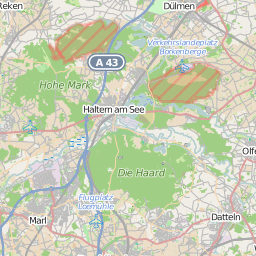 Reken
Dülmen
Verkehrslandeplatz
Borkenberge
A 43
Hohe Mark
Haltern am See
Olfe
Die Haard
Flugplatz
Loemühle
Marl
Datteln